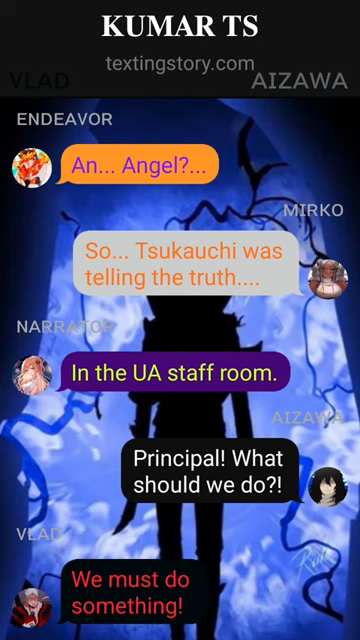 KUMAR TS
textingstory.com
VLAD
AIZAWA
ENDEAVOR
An... Angel?...
MIRKO
So... Tsukauchi was
telling the truth....
NARRATOR
In the UA staff room.
AIZAWA
Principal! What
should we do?!
VLAD
We must do
something!